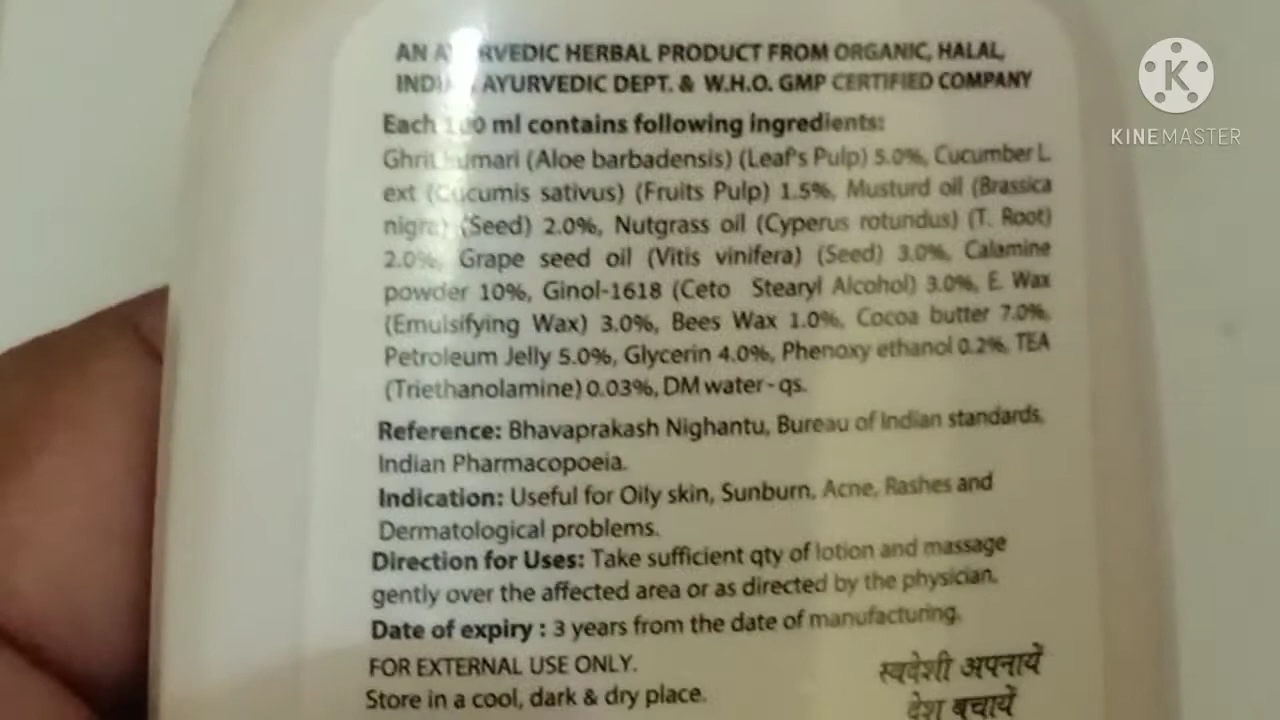 AN A RVEDIC HERBAL PRODUCT FROM ORGANIC, HALAL,
INDI AYURVEDIC DEPT. & W.H.O. GMP CERTIFIED COMPANY
Each 100 ml contains following ingredients:
Ghrit kumari (Aloe barbadensis) (Leaf's Pulp) 5.0%, Cucumber L.
ext (Cucumis sativus) (Fruits Pulp) 1.5%, Musturd oil (Brassica
nigra) (Seed) 2.0%, Nutgrass oil (Cyperus rotundus) (T. Root)
2.0%, Grape seed oil (Vitis vinifera) (Seed) 3.0%, Calamine
powder 10%, Ginol-1618 (Ceto Stearyl Alcohol) 3.0%, E. Wax
(Emulsifying Wax) 3.0%, Bees Wax 1.0%, Cocoa butter 7.0%,
Petroleum Jelly 5.0%, Glycerin 4.0%, Phenoxy ethanol 0.2%, TEA
(Triethanolamine) 0.03%, DM water - qs.
Reference: Bhavaprakash Nighantu, Bureau of Indian standards,
Indian Pharmacopoeia.
Indication: Useful for Oily skin, Sunburn, Acne, Rashes and
Dermatological problems.
Direction for Uses: Take sufficient qty of lotion and massage
gently over the affected area or as directed by the physician.
Date of expiry : 3 years from the date of manufacturing.
FOR EXTERNAL USE ONLY.
Store in a cool, dark & dry place.
स्वदेशी अपनायें
देश बचायें
K
KINEMASTER